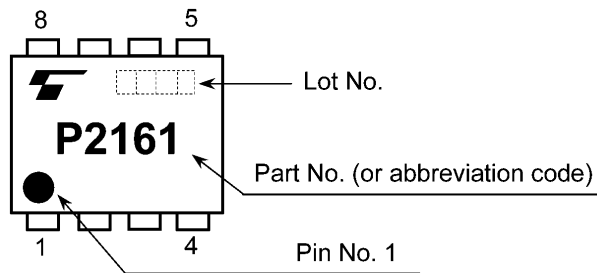 8 5
Lot No.
P2161
Part No. (or abbreviation code)
1 4
Pin No. 1